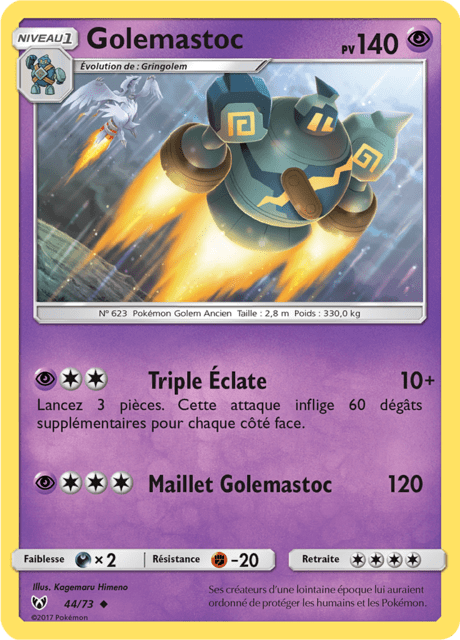 NIVEAU 1
Golemastoc
PV 140
Évolution de : Gringolem
N° 623 Pokémon Golem Ancien Taille : 2,8 m Poids : 330,0 kg
Triple Éclate 10+
Lancez 3 pièces. Cette attaque inflige 60 dégâts
supplémentaires pour chaque côté face.
Maillet Golemastoc 120
Faiblesse ×2 Résistance -20 Retraite
Illus. Kagemaru Himeno
44/73
©2017 Pokémon
Ses créateurs d'une lointaine époque lui auraient
ordonné de protéger les humains et les Pokémon.